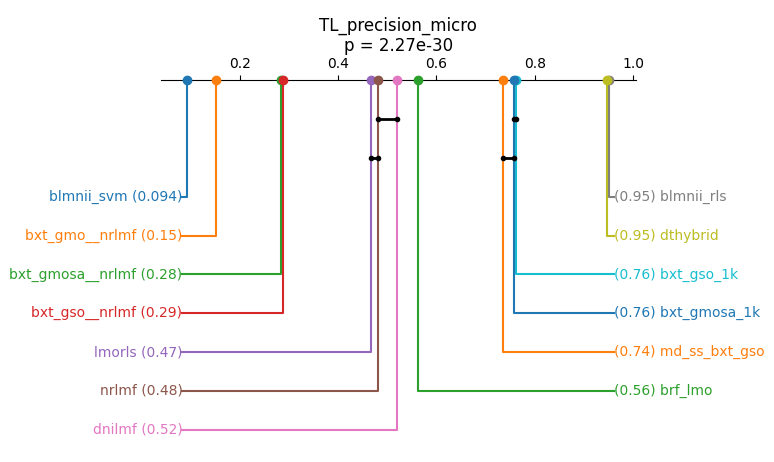 TL_precision_micro
p = 2.27e-30
0.2 0.4 0.6 0.8 1.0
blmnii_svm (0.094)
bxt_gmo__nrlmf (0.15)
bxt_gmosa__nrlmf (0.28)
bxt_gso__nrlmf (0.29)
lmorls (0.47)
nrlmf (0.48)
dnilmf (0.52)
(0.95) blmnii_rls
(0.95) dthybrid
(0.76) bxt_gso_1k
(0.76) bxt_gmosa_1k
(0.74) md_ss_bxt_gso
(0.56) brf_lmo